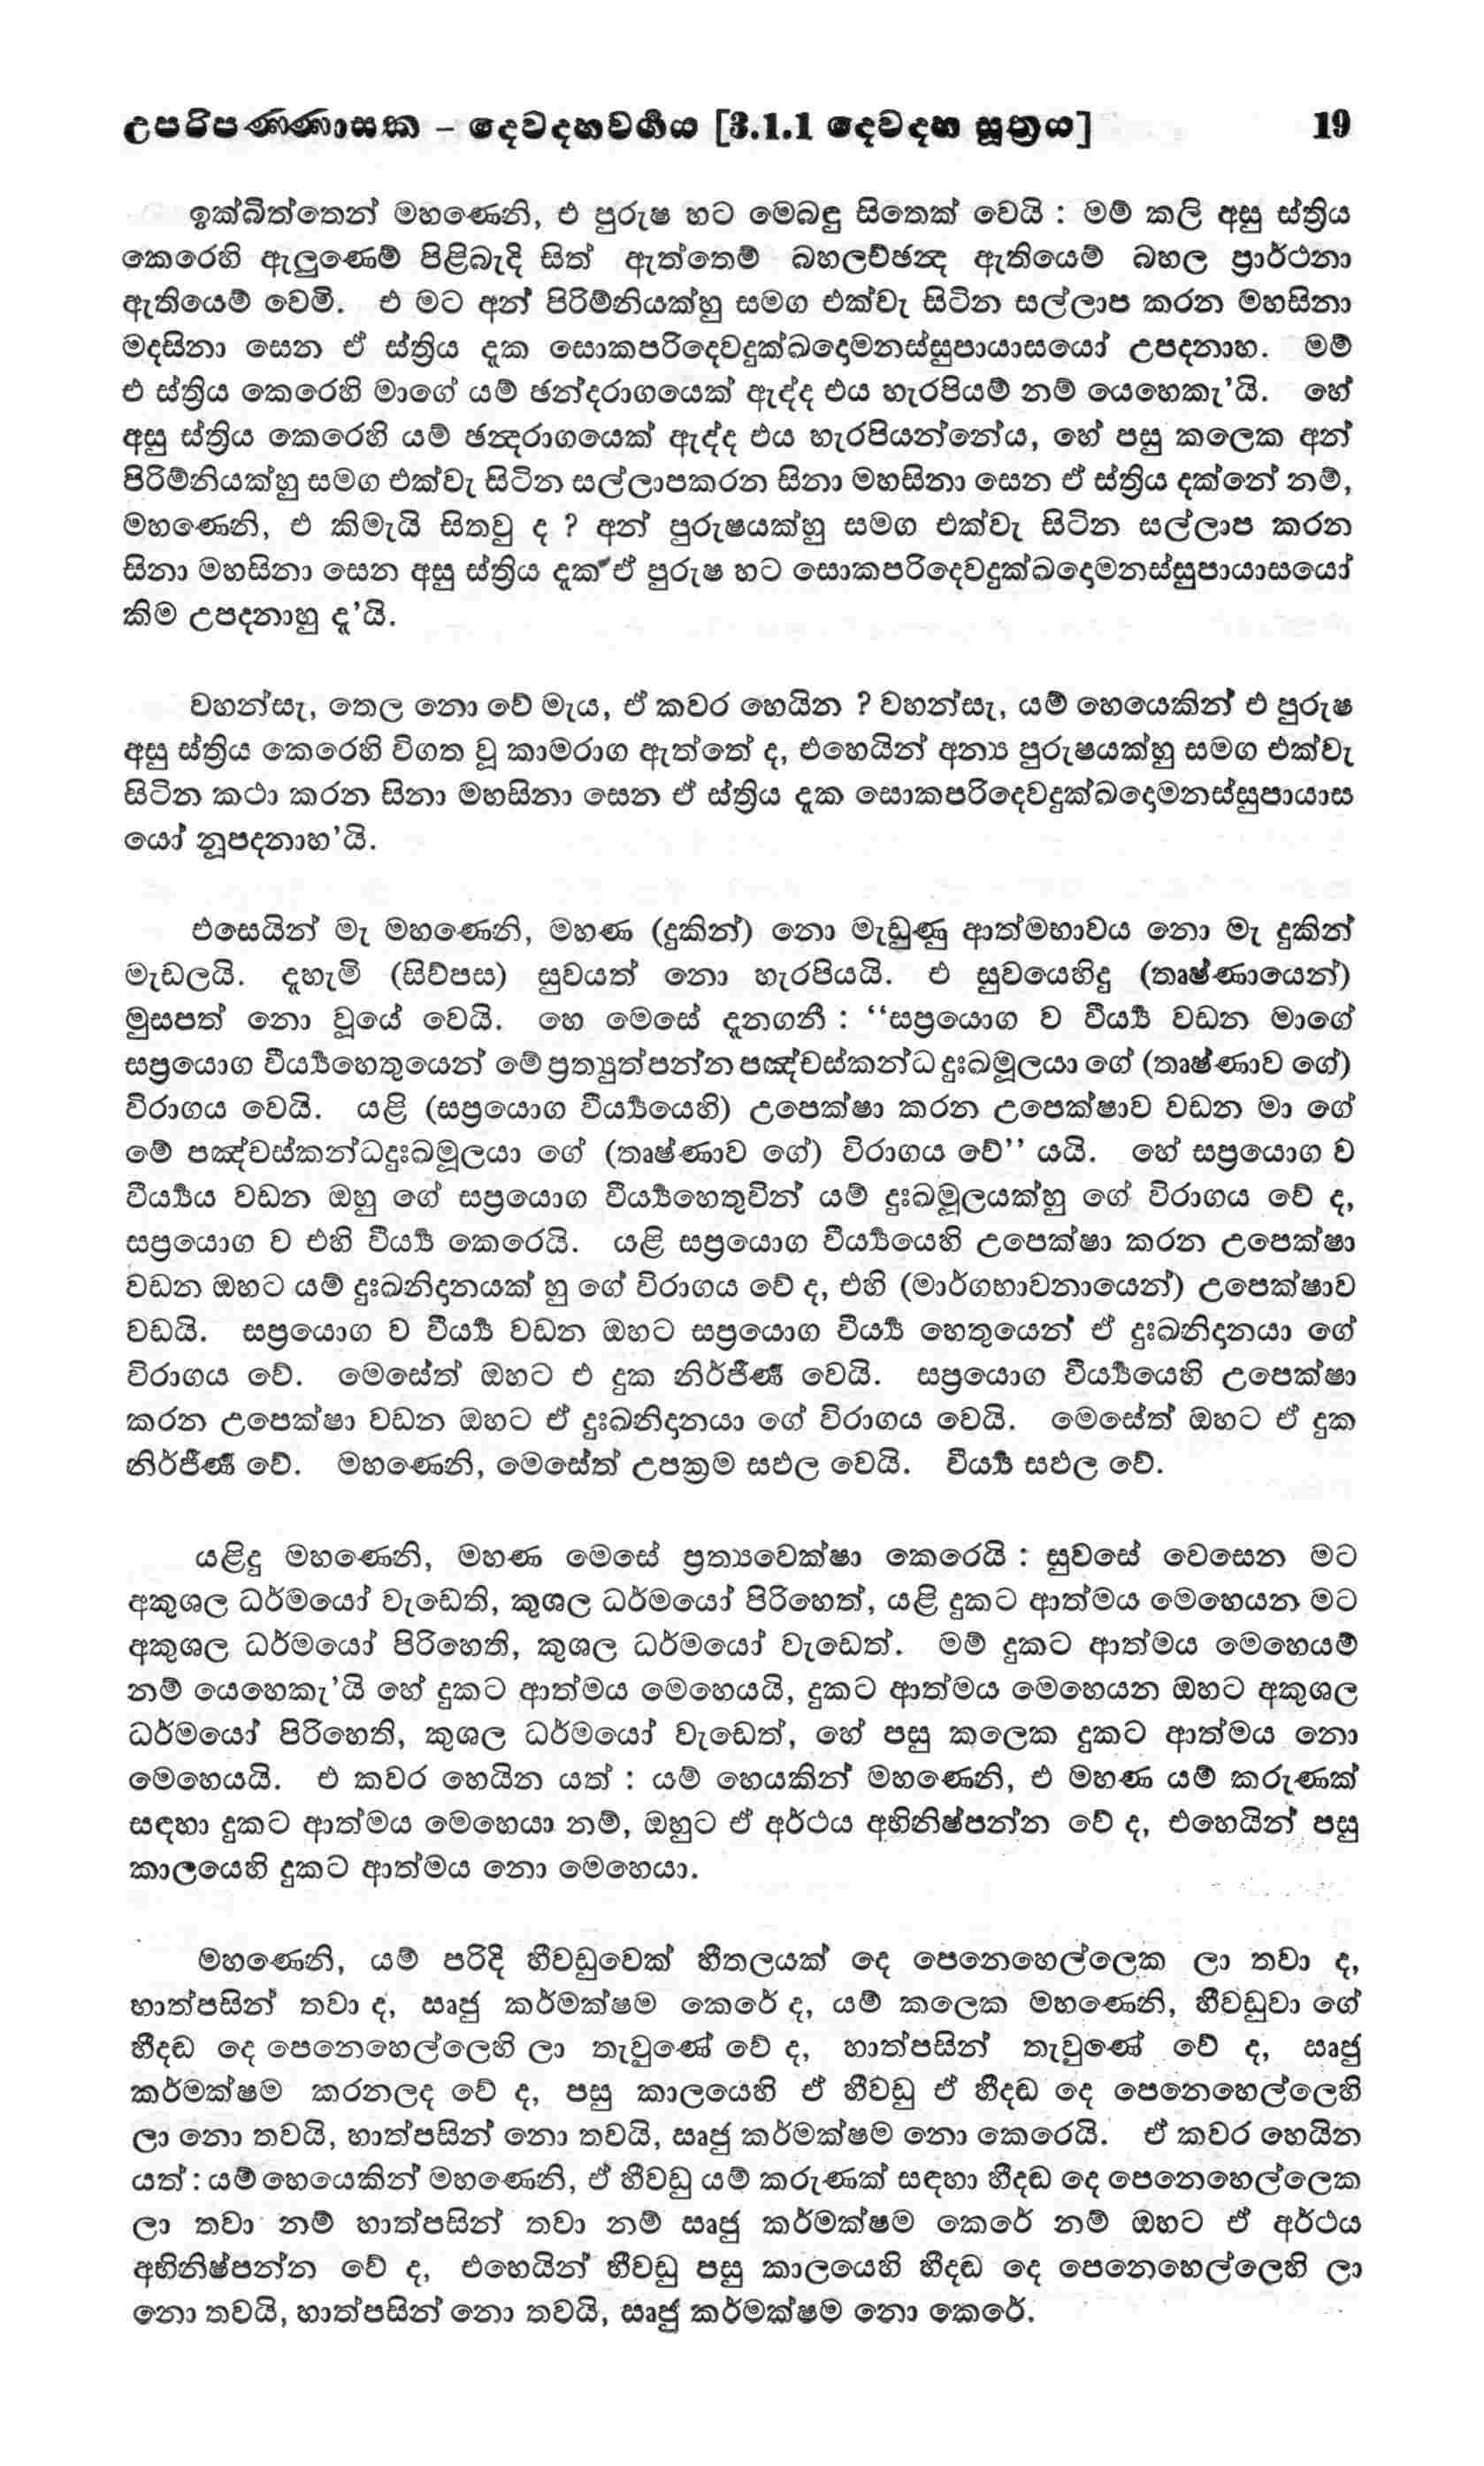 උපරිපණ්ණාසක – දෙවදහවර්‍ගය [3.1.1 දෙවදහ සූත්‍රය] 19
ඉක්බිත්තෙන් මහණෙනි, එ පුරුෂ හට මෙබඳු සිතෙක් වෙයි : මම් කලි අසු ස්ත්‍රිය
කෙරෙහි ඇලුණෙම් පිළිබැදි සිත් ඇත්තෙම් බහලච්ඡන්‍ද ඇතියෙම් බහල ප්‍රාර්ථනා
ඇතියෙම් වෙමි. එ මට අන් පිරිම්නියක්හු සමග එක්වැ සිටින සල්ලාප කරන මහසිනා
මදසිනා සෙන ඒ ස්ත්‍රිය දැක සොකපරිදෙවදුක්ඛදොමනස්සුපායාසයෝ උපදනාහ. මම්
එ ස්ත්‍රිය කෙරෙහි මාගේ යම් ඡන්දරාගයෙක් ඇද්ද එය හැරපියම් නම් යෙහෙකැ’යි. හේ
අසු ස්ත්‍රිය කෙරෙහි යම් ඡන්‍දරාගයෙක් ඇද්ද එය හැරපියන්නේය, හේ පසු කලෙක අන්
පිරිම්නියක්හු සමග එක්වැ සිටින සල්ලාපකරන සිනා මහසිනා සෙන ඒ ස්ත්‍රිය දක්නේ නම්,
මහණෙනි, එ කිමැයි සිතවු ද ? අන් පුරුෂයක්හු සමග එක්වැ සිටින සල්ලාප කරන
සිනා මහසිනා සෙන අසු ස්ත්‍රිය දැක ඒ පුරුෂ හට සොකපරිදෙවදුක්ඛදොමනස්සුපායාසයෝ
කිම උපදනාහු දැ’යි.
වහන්සැ, තෙල නො වේ මැය, ඒ කවර හෙයින ? වහන්සැ, යම් හෙයෙකින් එ පුරුෂ
අසු ස්ත්‍රිය කෙරෙහි විගත වූ කාමරාග ඇත්තේ ද, එහෙයින් අන්‍ය පුරුෂයක්හු සමග එක්වැ
සිටින කථා කරන සිනා මහසිනා සෙන ඒ ස්ත්‍රිය දැක සොකපරිදෙවදුක්ඛදොමනස්සුපායාස
යෝ නූපදනාහ’යි.
එසෙයින් මැ මහණෙනි, මහණ (දුකින්) නො මැඩුණු ආත්මභාවය නො මැ දුකින්
මැඩලයි. දැහැමි (සිව්පස) සුවයත් නො හැරපියයි. එ සුවයෙහිදු (තෘෂ්ණායෙන්)
මුසපත් නො වූයේ වෙයි. හෙ මෙසේ දැනගනී : “සප්‍රයොග ව වීර්‍ය්‍ය වඩන මාගේ
සප්‍රයොග වීර්‍ය්‍යහෙතුයෙන් මේ ප්‍රත්‍යුත්පන්න පඤ්චස්කන්ධ දුඃඛමූලයා ගේ (තෘෂ්ණාව ගේ)
විරාගය වෙයි. යළි (සප්‍රයොග වීර්‍ය්‍යයෙහි) උපෙක්ෂා කරන උපෙක්ෂාව වඩන මා ගේ
මේ පඤ්චස්කන්ධදුඃඛමූලයා ගේ (තෘෂ්ණාව ගේ) විරාගය වේ” යයි. හේ සප්‍රයොග ව
වීර්‍ය්‍යය වඩන ඔහු ගේ සප්‍රයොග වීර්‍ය්‍යහෙතුවින් යම් දුඃඛමූලයක්හු ගේ විරාගය වේ ද,
සප්‍රයොග ව එහි වීර්‍ය්‍ය කෙරෙයි. යළි සප්‍රයොග වීර්‍ය්‍යයෙහි උපෙක්ෂා කරන උපෙක්ෂා
වඩන ඔහට යම් දුඃඛනිදානයක් හු ගේ විරාගය වේ ද, එහි (මාර්ගභාවනායෙන්) උපෙක්ෂාව
වඩයි. සප්‍රයොග ව වීර්‍ය්‍ය වඩන ඔහට සප්‍රයොග වීර්‍ය්‍ය හෙතුයෙන් ඒ දුඃඛනිදානයා ගේ
විරාගය වේ. මෙසේත් ඔහට එ දුක නිර්ජීර්‍ණ වෙයි. සප්‍රයොග වීර්‍ය්‍යයෙහි උපෙක්ෂා
කරන උපෙක්ෂා වඩන ඔහට ඒ දුඃඛනිදානයා ගේ විරාගය වෙයි. මෙසේත් ඔහට ඒ දුක
නිර්ජීර්‍ණ වේ. මහණෙනි, මෙසේත් උපක්‍රම සඵල වෙයි. වීර්‍ය්‍ය සඵල වේ.
යළිදු මහණෙනි, මහණ මෙසේ ප්‍රත්‍යවෙක්ෂා කෙරෙයි : සුවසේ වෙසෙන මට
අකුශල ධර්මයෝ වැඩෙති, කුශල ධර්මයෝ පිරිහෙත්, යළි දුකට ආත්මය මෙහෙයන මට
අකුශල ධර්මයෝ පිරිහෙති, කුශල ධර්මයෝ වැඩෙත්. මම් දුකට ආත්මය මෙහෙයම්
නම් යෙහෙකැ’යි හේ දුකට ආත්මය මෙහෙයයි, දුකට ආත්මය මෙහෙයන ඔහට අකුශල
ධර්මයෝ පිරිහෙති, කුශල ධර්මයෝ වැඩෙත්, හේ පසු කලෙක දුකට ආත්මය නො
මෙහෙයයි. එ කවර හෙයින යත් : යම් හෙයකින් මහණෙනි, එ මහණ යම් කරුණක්
සඳහා දුකට ආත්මය මෙහෙයා නම්, ඔහුට ඒ අර්ථය අභිනිෂ්පන්න වේ ද, එහෙයින් පසු
කාලයෙහි දුකට ආත්මය නො මෙහෙයා.
මහණෙනි, යම් පරිදි හීවඩුවෙක් හීතලයක් දෙ පෙනෙහෙල්ලෙක ලා තවා ද,
හාත්පසින් තවා ද, සෘජු කර්මක්ෂම කෙරේ ද, යම් කලෙක මහණෙනි, හීවඩුවා ගේ
හීදඬ දෙ පෙනෙහෙල්ලෙහි ලා තැවුණේ වේ ද, හාත්පසින් තැවුණේ වේ ද, සෘජු
කර්මක්ෂම කරනලද වේ ද, පසු කාලයෙහි ඒ හීවඩු ඒ හීදඬ දෙ පෙනෙහෙල්ලෙහි
ලා නො තවයි, හාත්පසින් නො තවයි, සෘජු කර්මක්ෂම නො කෙරෙයි. ඒ කවර හෙයින
යත් : යම් හෙයෙකින් මහණෙනි, ඒ හීවඩු යම් කරුණක් සඳහා හීදඬ දෙ පෙනෙහෙල්ලෙක
ලා තවා නම් හාත්පසින් තවා නම් සෘජු කර්මක්ෂම කෙරේ නම් ඔහට ඒ අර්ථය
අභිනිෂ්පන්න වේ ද, එහෙයින් හීවඩු පසු කාලයෙහි හීදඬ දෙ පෙනෙහෙල්ලෙහි ලා
නො තවයි, හාත්පසින් නො තවයි, සෘජු කර්මක්ෂම නො කෙරේ.